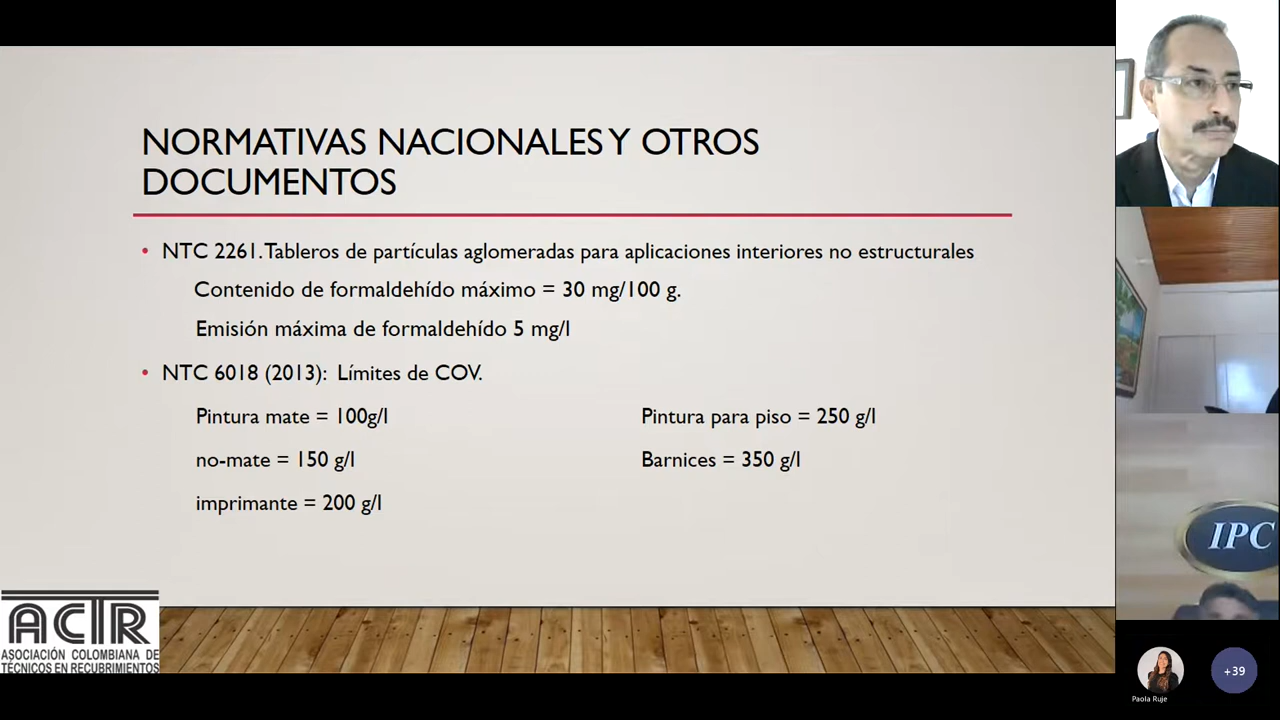 NORMATIVAS NACIONALES Y OTROS
DOCUMENTOS
• NTC 2261. Tableros de partículas aglomeradas para aplicaciones interiores no estructurales
Contenido de formaldehído máximo = 30 mg/100 g.
Emisión máxima de formaldehído 5 mg/l
• NTC 6018 (2013): Límites de COV.
Pintura mate = 100g/l
Pintura para piso = 250 g/l
no-mate = 150 g/l
Barnices = 350 g/l
imprimante = 200 g/l
ACTR
ASOCIACIÓN COLOMBIANA DE
TÉCNICOS EN RECUBRIMIENTOS
IPC
Paola Ruje
+39